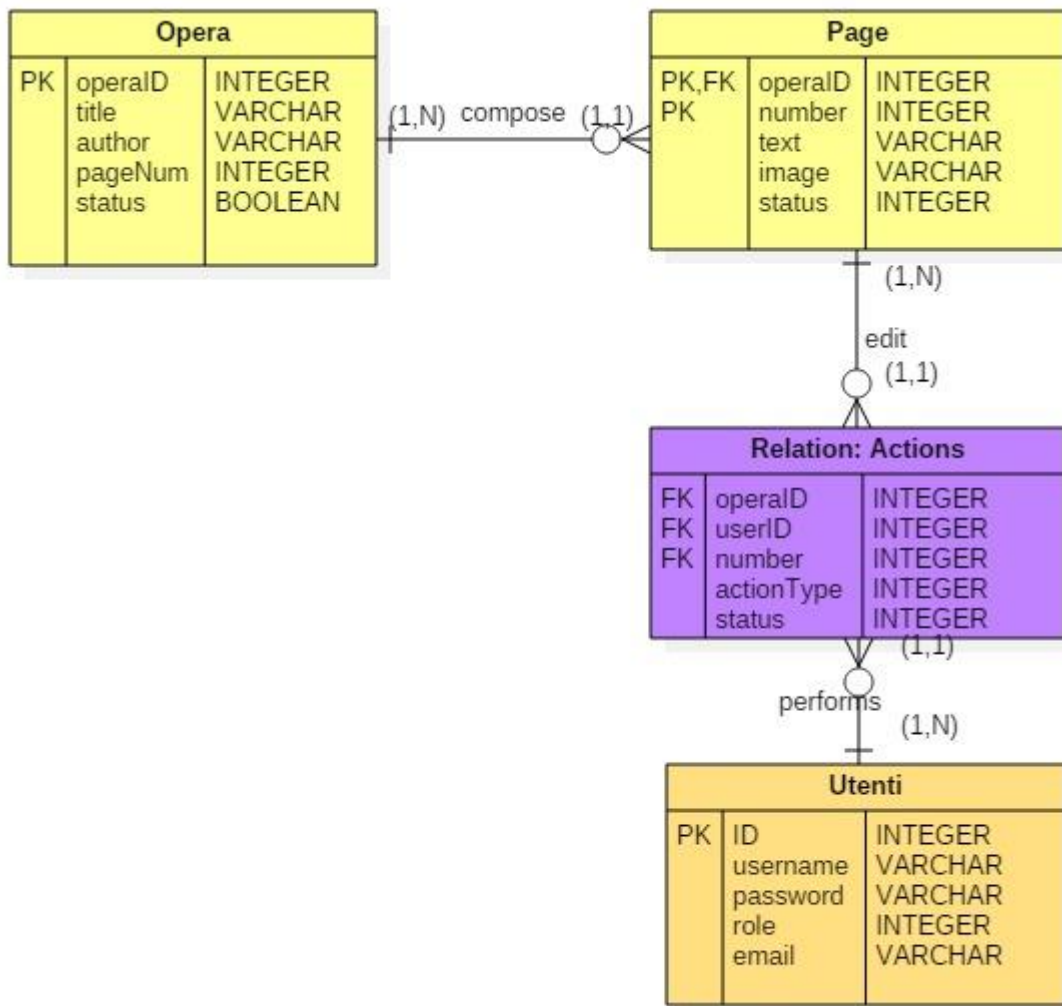 Opera
PK operaID INTEGER
title VARCHAR
author VARCHAR
pageNum INTEGER
status BOOLEAN
(1,N) compose (1,1)
Page
PK,FK operaID INTEGER
PK number INTEGER
text VARCHAR
image VARCHAR
status INTEGER
(1,N)
edit
(1,1)
Relation: Actions
FK operaID INTEGER
FK userID INTEGER
FK number INTEGER
actionType INTEGER
status INTEGER
(1,1)
performs
(1,N)
Utenti
PK ID INTEGER
username VARCHAR
password VARCHAR
role INTEGER
email VARCHAR